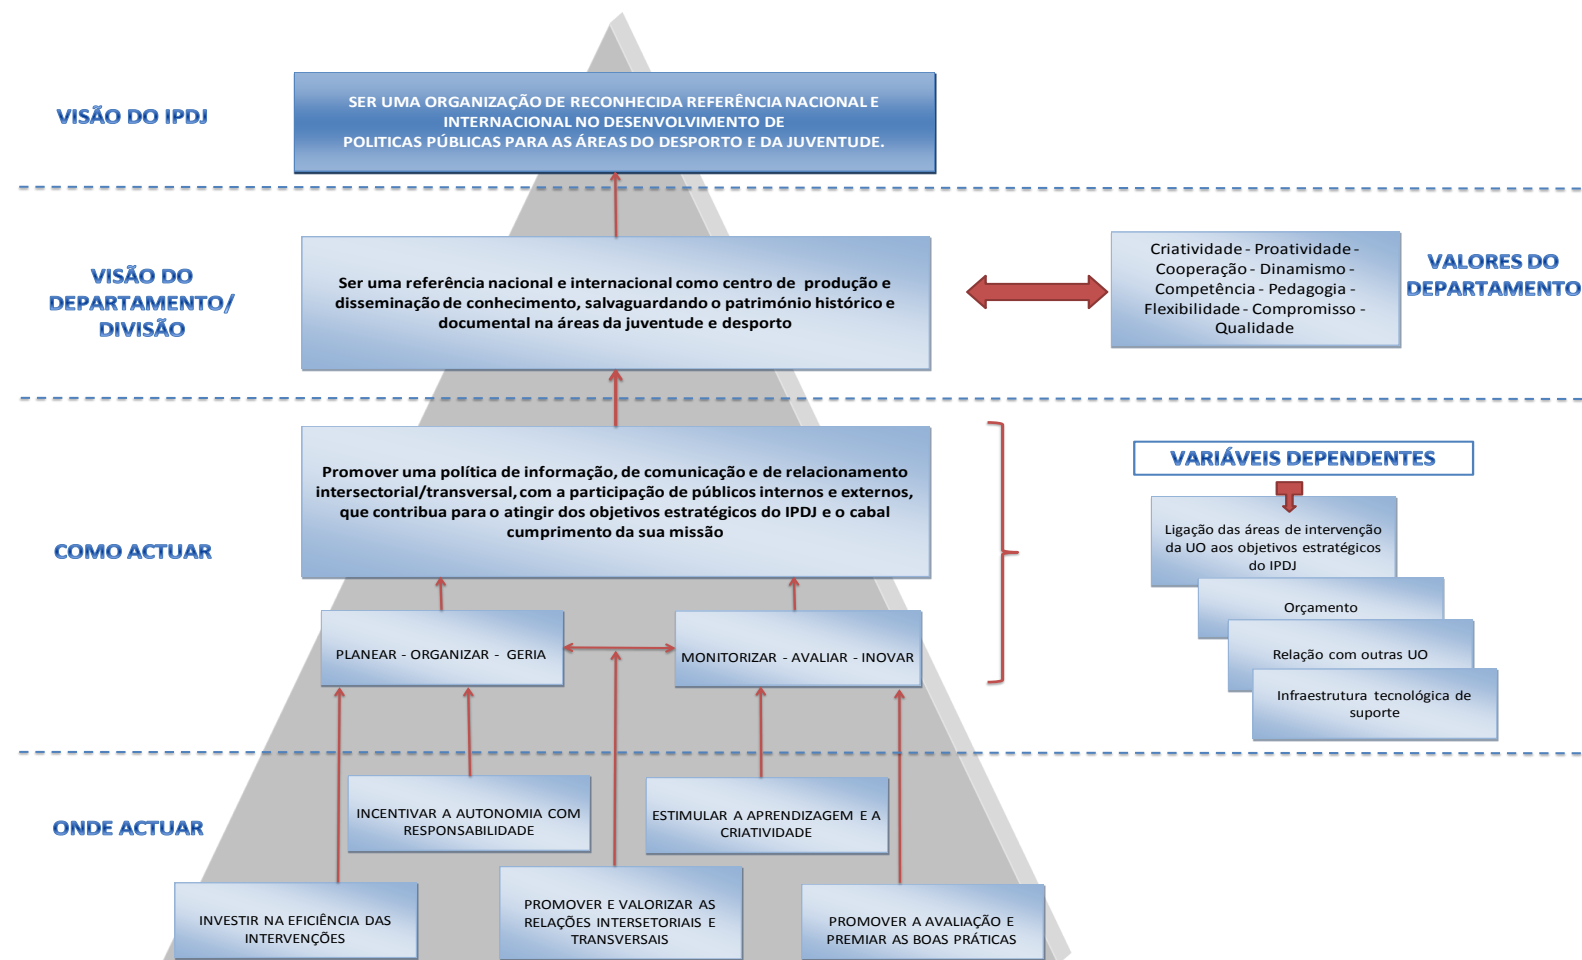 VISÃO DO IPDJ
SER UMA ORGANIZAÇÃO DE RECONHECIDA REFERÊNCIA NACIONAL E
INTERNACIONAL NO DESENVOLVIMENTO DE
POLITICAS PÚBLICAS PARA AS ÁREAS DO DESPORTO E DA JUVENTUDE.
VISÃO DO
DEPARTAMENTO/
DIVISÃO
Ser uma referência nacional e internacional como centro de produção e
disseminação de conhecimento, salvaguardando o património histórico e
documental na áreas da juventude e desporto
Criatividade - Proatividade -
Cooperação - Dinamismo -
Competência - Pedagogia -
Flexibilidade - Compromisso -
Qualidade
VALORES DO
DEPARTAMENTO
COMO ACTUAR
Promover uma política de informação, de comunicação e de relacionamento
intersectorial/transversal, com a participação de públicos internos e externos,
que contribua para o atingir dos objetivos estratégicos do IPDJ e o cabal
cumprimento da sua missão
PLANEAR - ORGANIZAR - GERIA
MONITORIZAR - AVALIAR - INOVAR
VARIÁVEIS DEPENDENTES
Ligação das áreas de intervenção
da UO aos objetivos estratégicos
do IPDJ
Orçamento
Relação com outras UO
Infraestrutura tecnológica de
suporte
ONDE ACTUAR
INCENTIVAR A AUTONOMIA COM
RESPONSABILIDADE
ESTIMULAR A APRENDIZAGEM E A
CRIATIVIDADE
INVESTIR NA EFICIÊNCIA DAS
INTERVENÇÕES
PROMOVER E VALORIZAR AS
RELAÇÕES INTERSETORIAIS E
TRANSVERSAIS
PROMOVER A AVALIAÇÃO E
PREMIAR AS BOAS PRÁTICAS